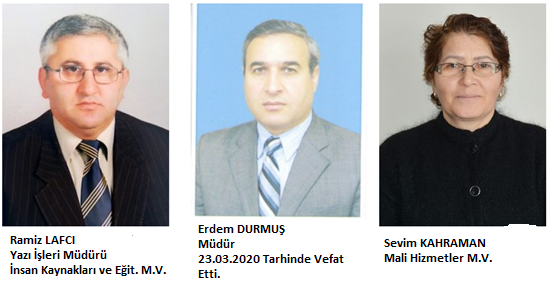 Ramiz LAFCI
Yazı İşleri Müdürü
İnsan Kaynakları ve Eğit. M.V.
Erdem DURMUŞ
Müdür
23.03.2020 Tarhinde Vefat
Etti.
Sevim KAHRAMAN
Mali Hizmetler M.V.